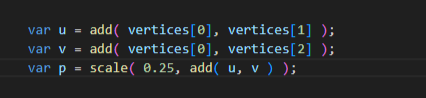 var u = add( vertices[0], vertices[1] );
var v = add( vertices[0], vertices[2] );
var p = scale( 0.25, add( u, v ) );